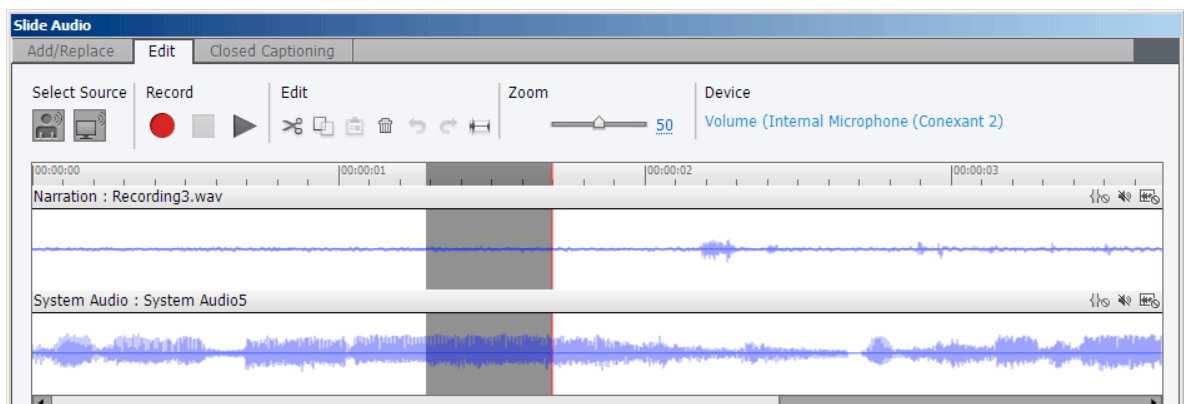 Slide Audio
Add/Replace Edit Closed Captioning
Select Source Record Edit Zoom Device
50 Volume (Internal Microphone (Conexant 2)
00:00:00 00:00:01 00:00:02 00:00:03
Narration : Recording3.wav
System Audio : System Audio5